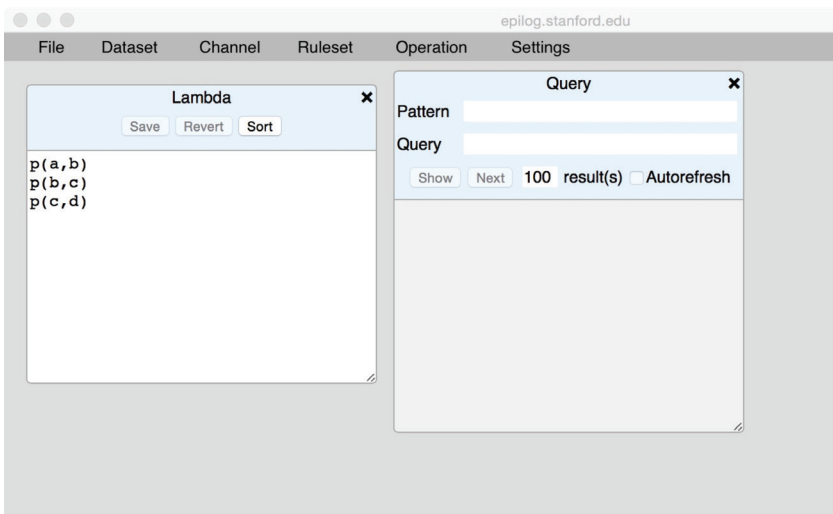 epilog.stanford.edu
File Dataset Channel Ruleset Operation Settings
Lambda
Save Revert Sort
p(a,b)
p(b,c)
p(c,d)
Query
Pattern
Query
Show Next 100 result(s) Autorefresh